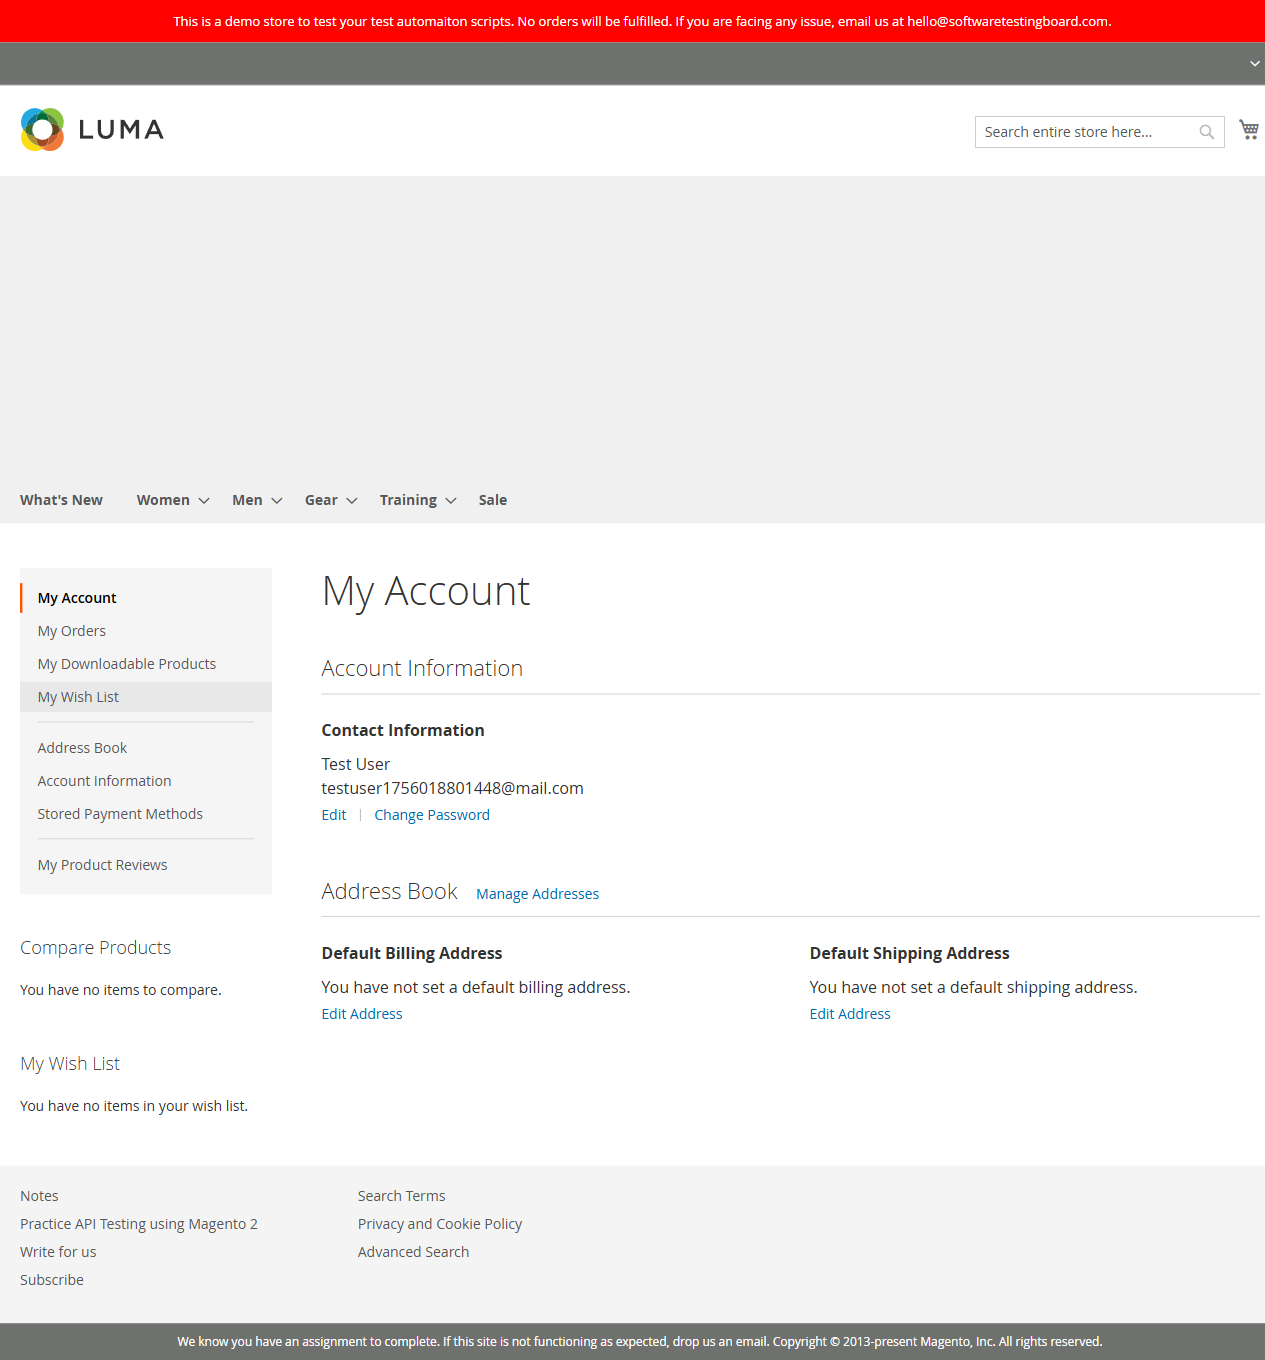 This is a demo store to test your test automaiton scripts. No orders will be fulfilled. If you are facing any issue, email us at hello@softwaretestingboard.com.
LUMA
Search entire store here...
What's New
Women
Men
Gear
Training
Sale
My Account
My Orders
My Downloadable Products
My Wish List
Address Book
Account Information
Stored Payment Methods
My Product Reviews
Compare Products
You have no items to compare.
My Wish List
You have no items in your wish list.
My Account
Account Information
Contact Information
Test User
testuser1756018801448@mail.com
Edit | Change Password
Address Book Manage Addresses
Default Billing Address
You have not set a default billing address.
Edit Address
Default Shipping Address
You have not set a default shipping address.
Edit Address
Notes
Practice API Testing using Magento 2
Write for us
Subscribe
Search Terms
Privacy and Cookie Policy
Advanced Search
We know you have an assignment to complete. If this site is not functioning as expected, drop us an email. Copyright © 2013-present Magento, Inc. All rights reserved.